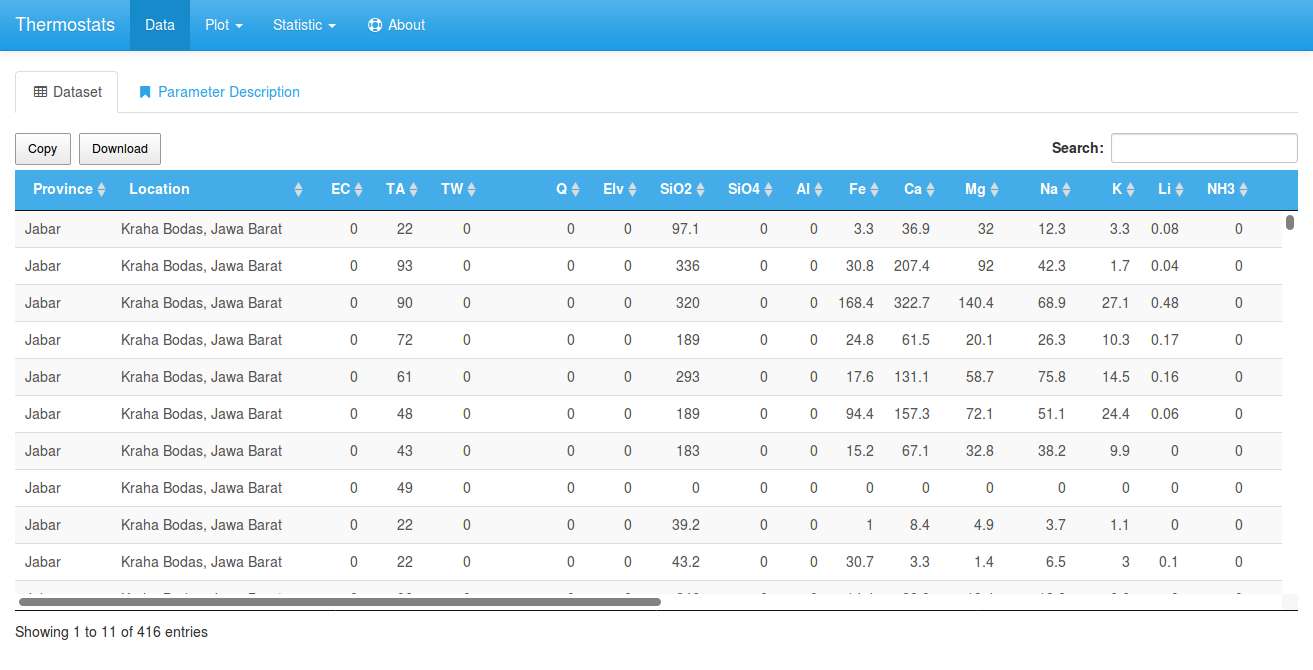 Thermostats Data Plot Statistic About
Dataset Parameter Description
Copy Download Search:
Province Location EC TA TW Q Elv SiO2 SiO4 Al Fe Ca Mg Na K Li NH3
Jabar Kraha Bodas, Jawa Barat 0 22 0 0 0 97.1 0 0 3.3 36.9 32 12.3 3.3 0.08 0
Jabar Kraha Bodas, Jawa Barat 0 93 0 0 0 336 0 0 30.8 207.4 92 42.3 1.7 0.04 0
Jabar Kraha Bodas, Jawa Barat 0 90 0 0 0 320 0 0 168.4 322.7 140.4 68.9 27.1 0.48 0
Jabar Kraha Bodas, Jawa Barat 0 72 0 0 0 189 0 0 24.8 61.5 20.1 26.3 10.3 0.17 0
Jabar Kraha Bodas, Jawa Barat 0 61 0 0 0 293 0 0 17.6 131.1 58.7 75.8 14.5 0.16 0
Jabar Kraha Bodas, Jawa Barat 0 48 0 0 0 189 0 0 94.4 157.3 72.1 51.1 24.4 0.06 0
Jabar Kraha Bodas, Jawa Barat 0 43 0 0 0 183 0 0 15.2 67.1 32.8 38.2 9.9 0 0
Jabar Kraha Bodas, Jawa Barat 0 49 0 0 0 0 0 0 0 0 0 0 0 0 0
Jabar Kraha Bodas, Jawa Barat 0 22 0 0 0 39.2 0 0 1 8.4 4.9 3.7 1.1 0 0
Jabar Kraha Bodas, Jawa Barat 0 22 0 0 0 43.2 0 0 30.7 3.3 1.4 6.5 3 0.1 0
Showing 1 to 11 of 416 entries